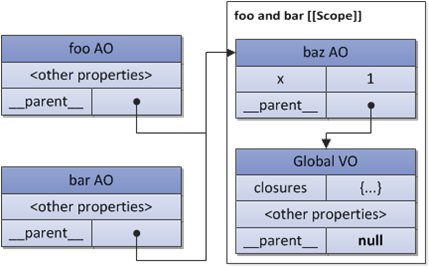 foo AO
<other properties>
__parent__
bar AO
<other properties>
__parent__
foo and bar [[Scope]]
baz AO
x 1
__parent__
Global VO
closures {...}
<other properties>
__parent__ null